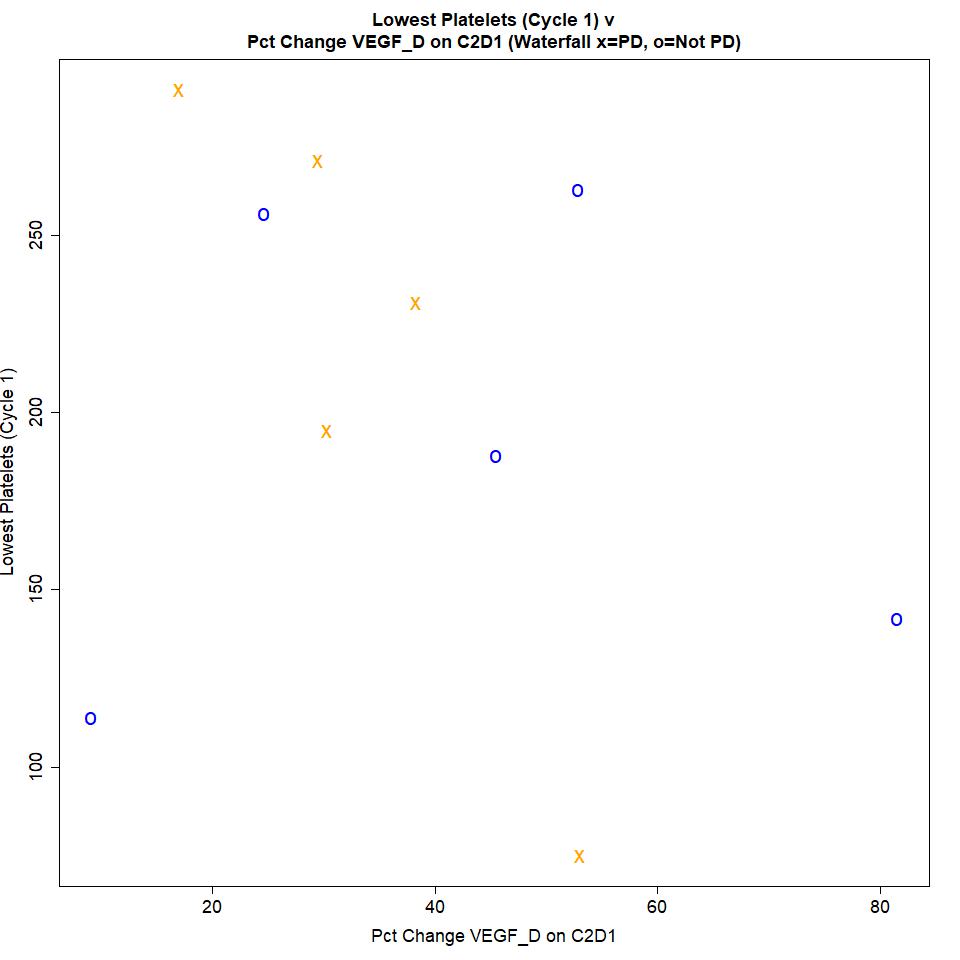 Lowest Platelets (Cycle 1) v
Pct Change VEGF_D on C2D1 (Waterfall x=PD, o=Not PD)
X
X
O
O
X
X
O
O
O
X
250
200
150
100
Lowest Platelets (Cycle 1)
20 40 60 80
Pct Change VEGF_D on C2D1